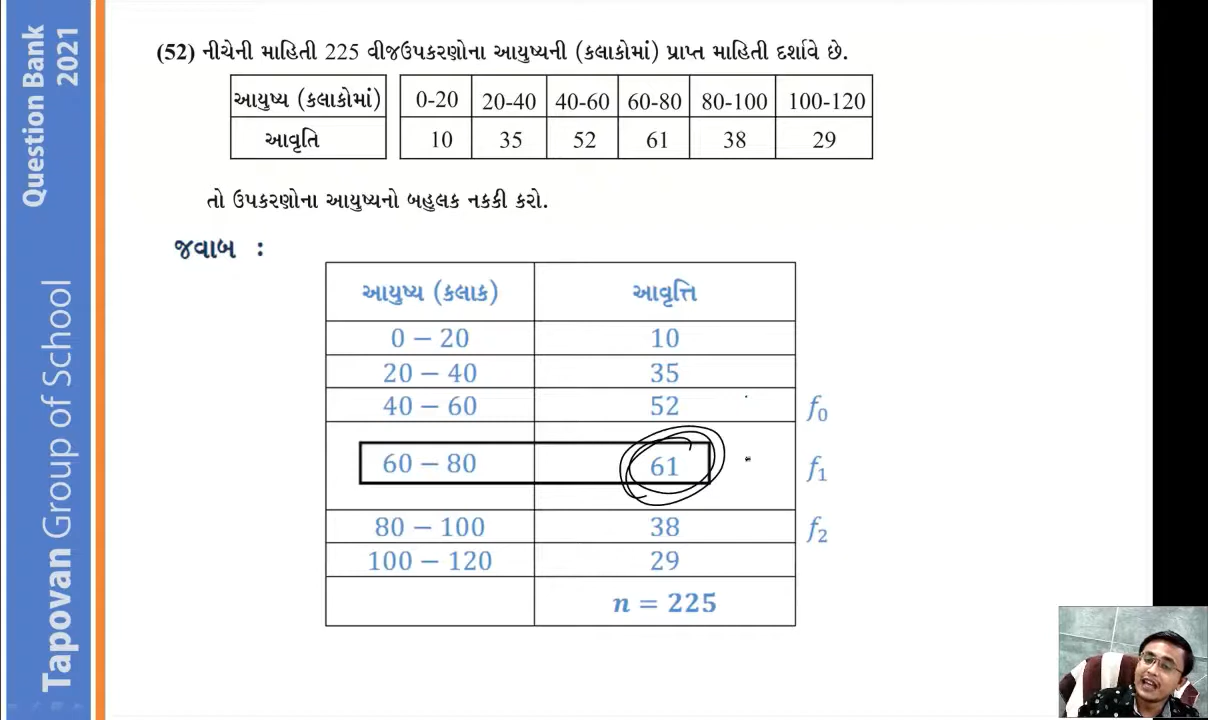 Question Bank
2021
Tapovan Group of School
(52) નીચેની માહિતી 225 વીજઉપકરણોના આયુષ્યની (કલાકોમાં) પ્રાપ્ત માહિતી દર્શાવે છે.
આયુષ્ય (કલાકોમાં) 0-20 20-40 40-60 60-80 80-100 100-120
આવૃતિ 10 35 52 61 38 29
તો ઉપકરણોના આયુષ્યનો બહુલક નકકી કરો.
જવાબ :
આયુષ્ય (કલાક) આવૃત્તિ
0 – 20 10
20 – 40 35
40 – 60 52 f₀
60 – 80 61 f₁
80 – 100 38 f₂
100 – 120 29
n = 225